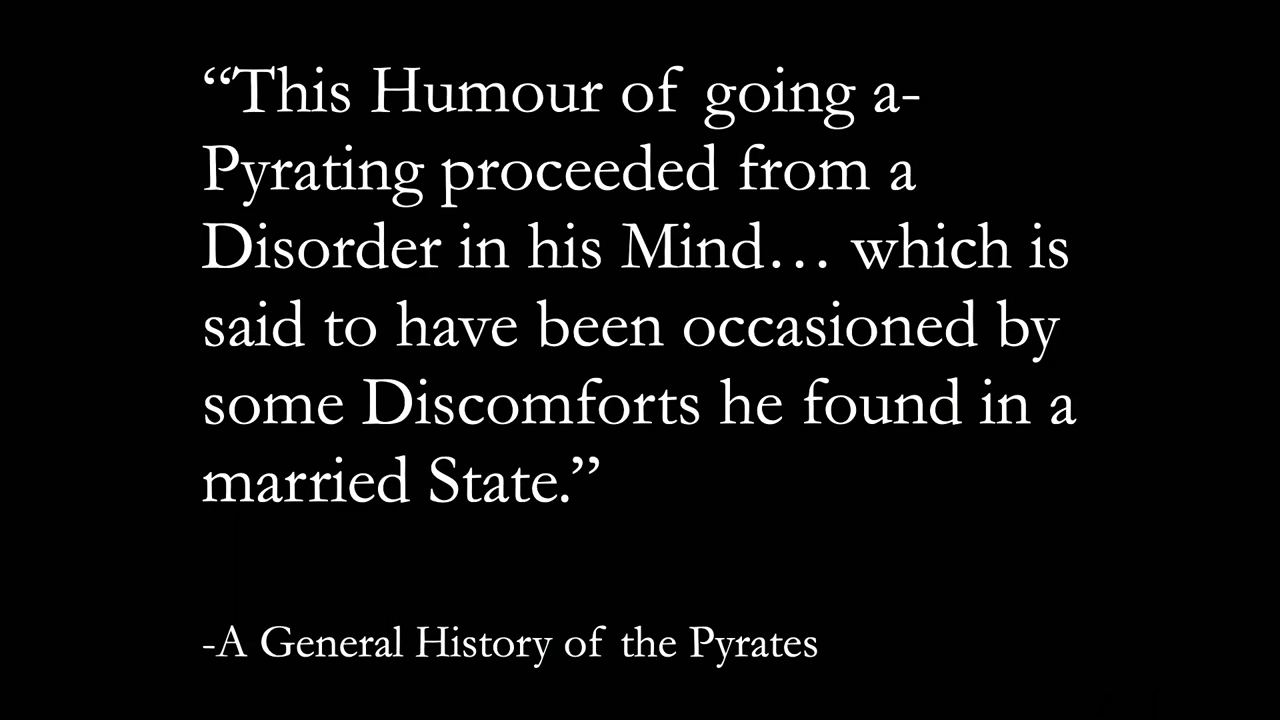 “This Humour of going a-
Pyrating proceeded from a
Disorder in his Mind… which is
said to have been occasioned by
some Discomforts he found in a
married State.”
-A General History of the Pyrates